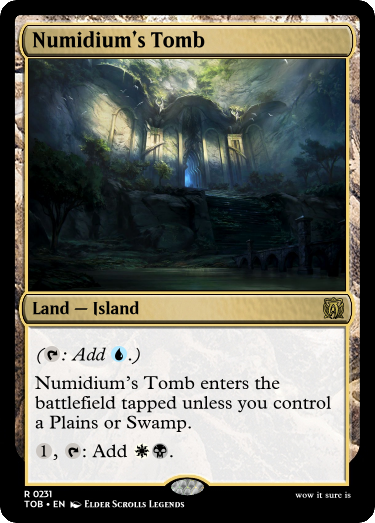 Numidium's Tomb
Land — Island
(: Add .)
Numidium's Tomb enters the
battlefield tapped unless you control
a Plains or Swamp.
1, : Add .
R 0231
TOB • EN Elder Scrolls Legends
wow it sure is